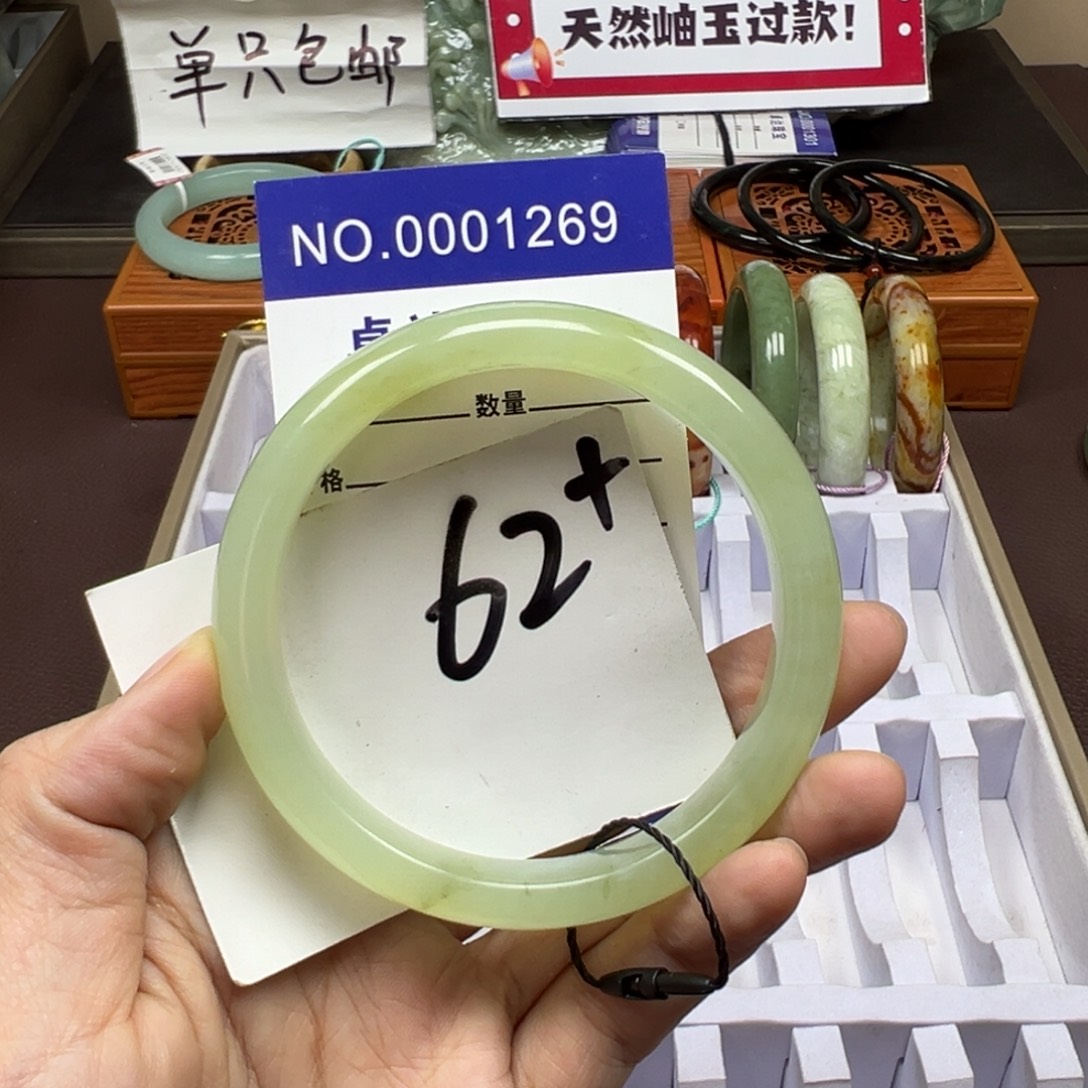 单只包邮
天然岫玉过款!
NO.0001269
数量
格
62+